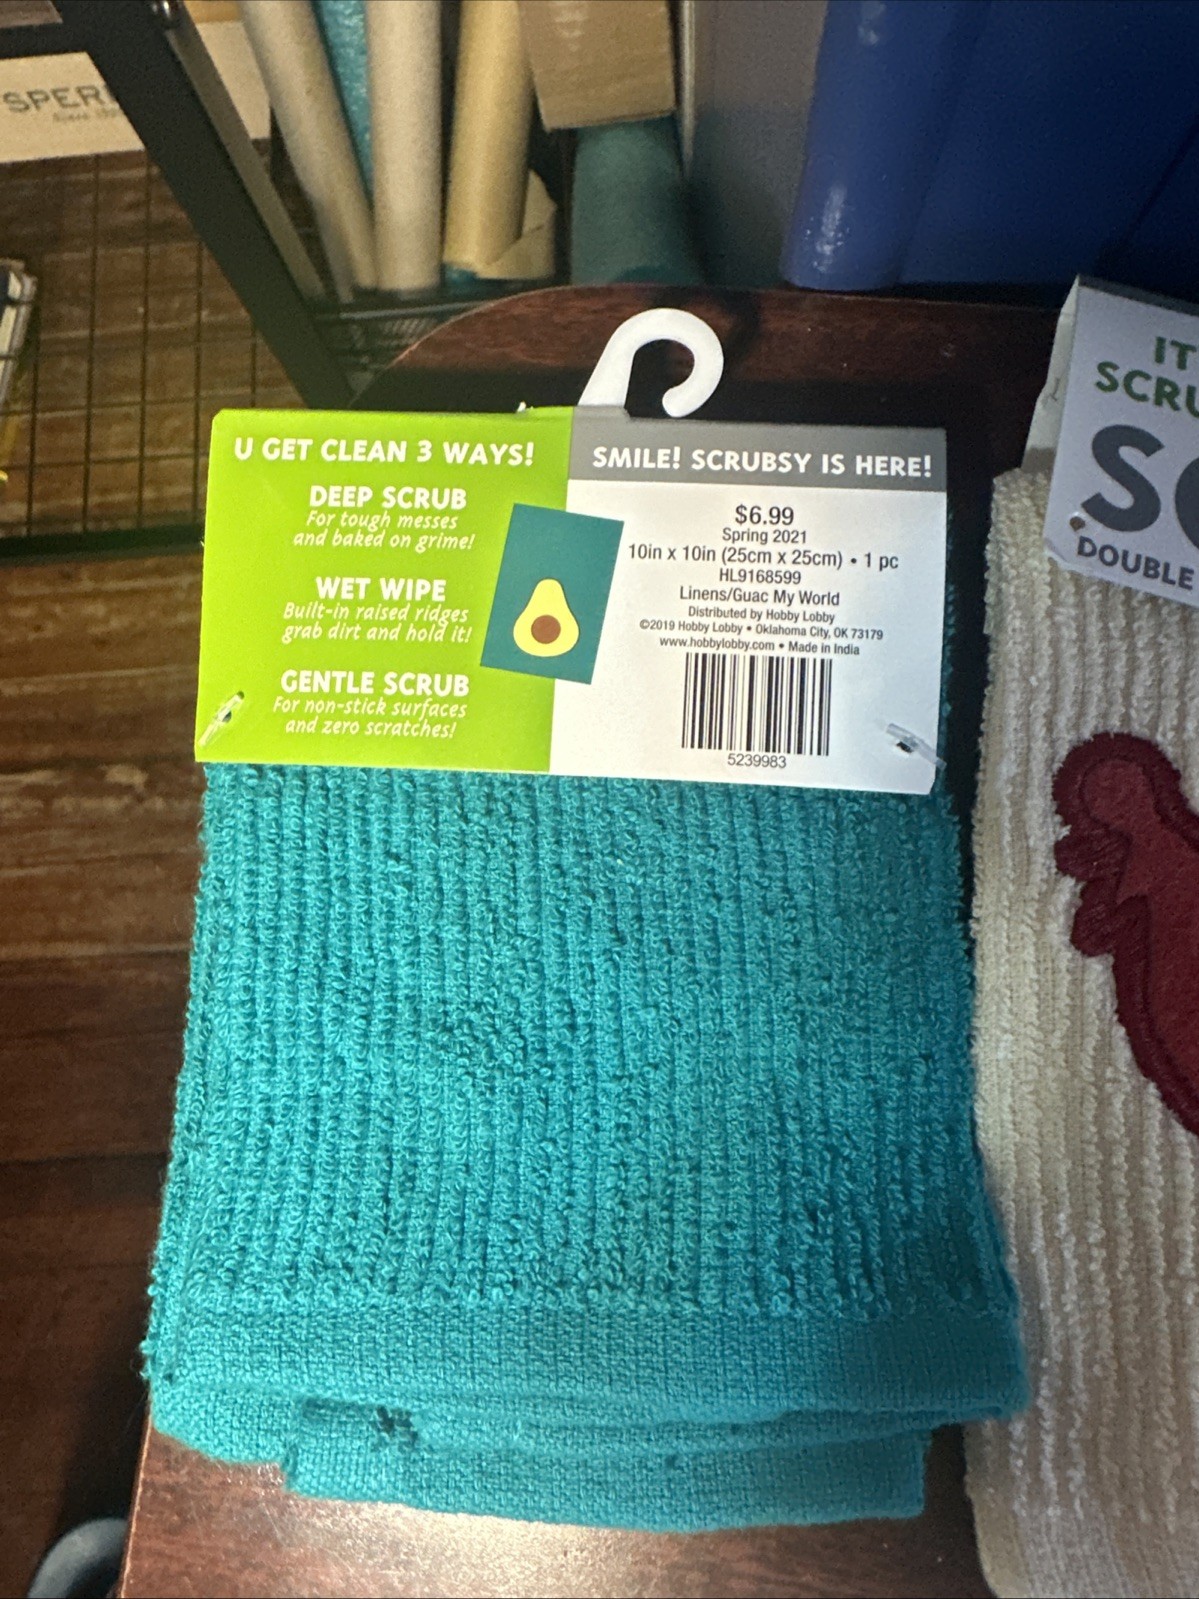 SPER
Since
U GET CLEAN 3 WAYS!
DEEP SCRUB
For tough messes
and baked on grime!
WET WIPE
Built-in raised ridges
grab dirt and hold it!
GENTLE SCRUB
For non-stick surfaces
and zero scratches!
SMILE! SCRUBSY IS HERE!
$6.99
Spring 2021
10in x 10in (25cm x 25cm) • 1 pc
HL9168599
Linens/Guac My World
Distributed by Hobby Lobby
©2019 Hobby Lobby • Oklahoma City, OK 73179
www.hobbylobby.com • Made in India
5239983
IT
SCRU
SC
DOUBLE